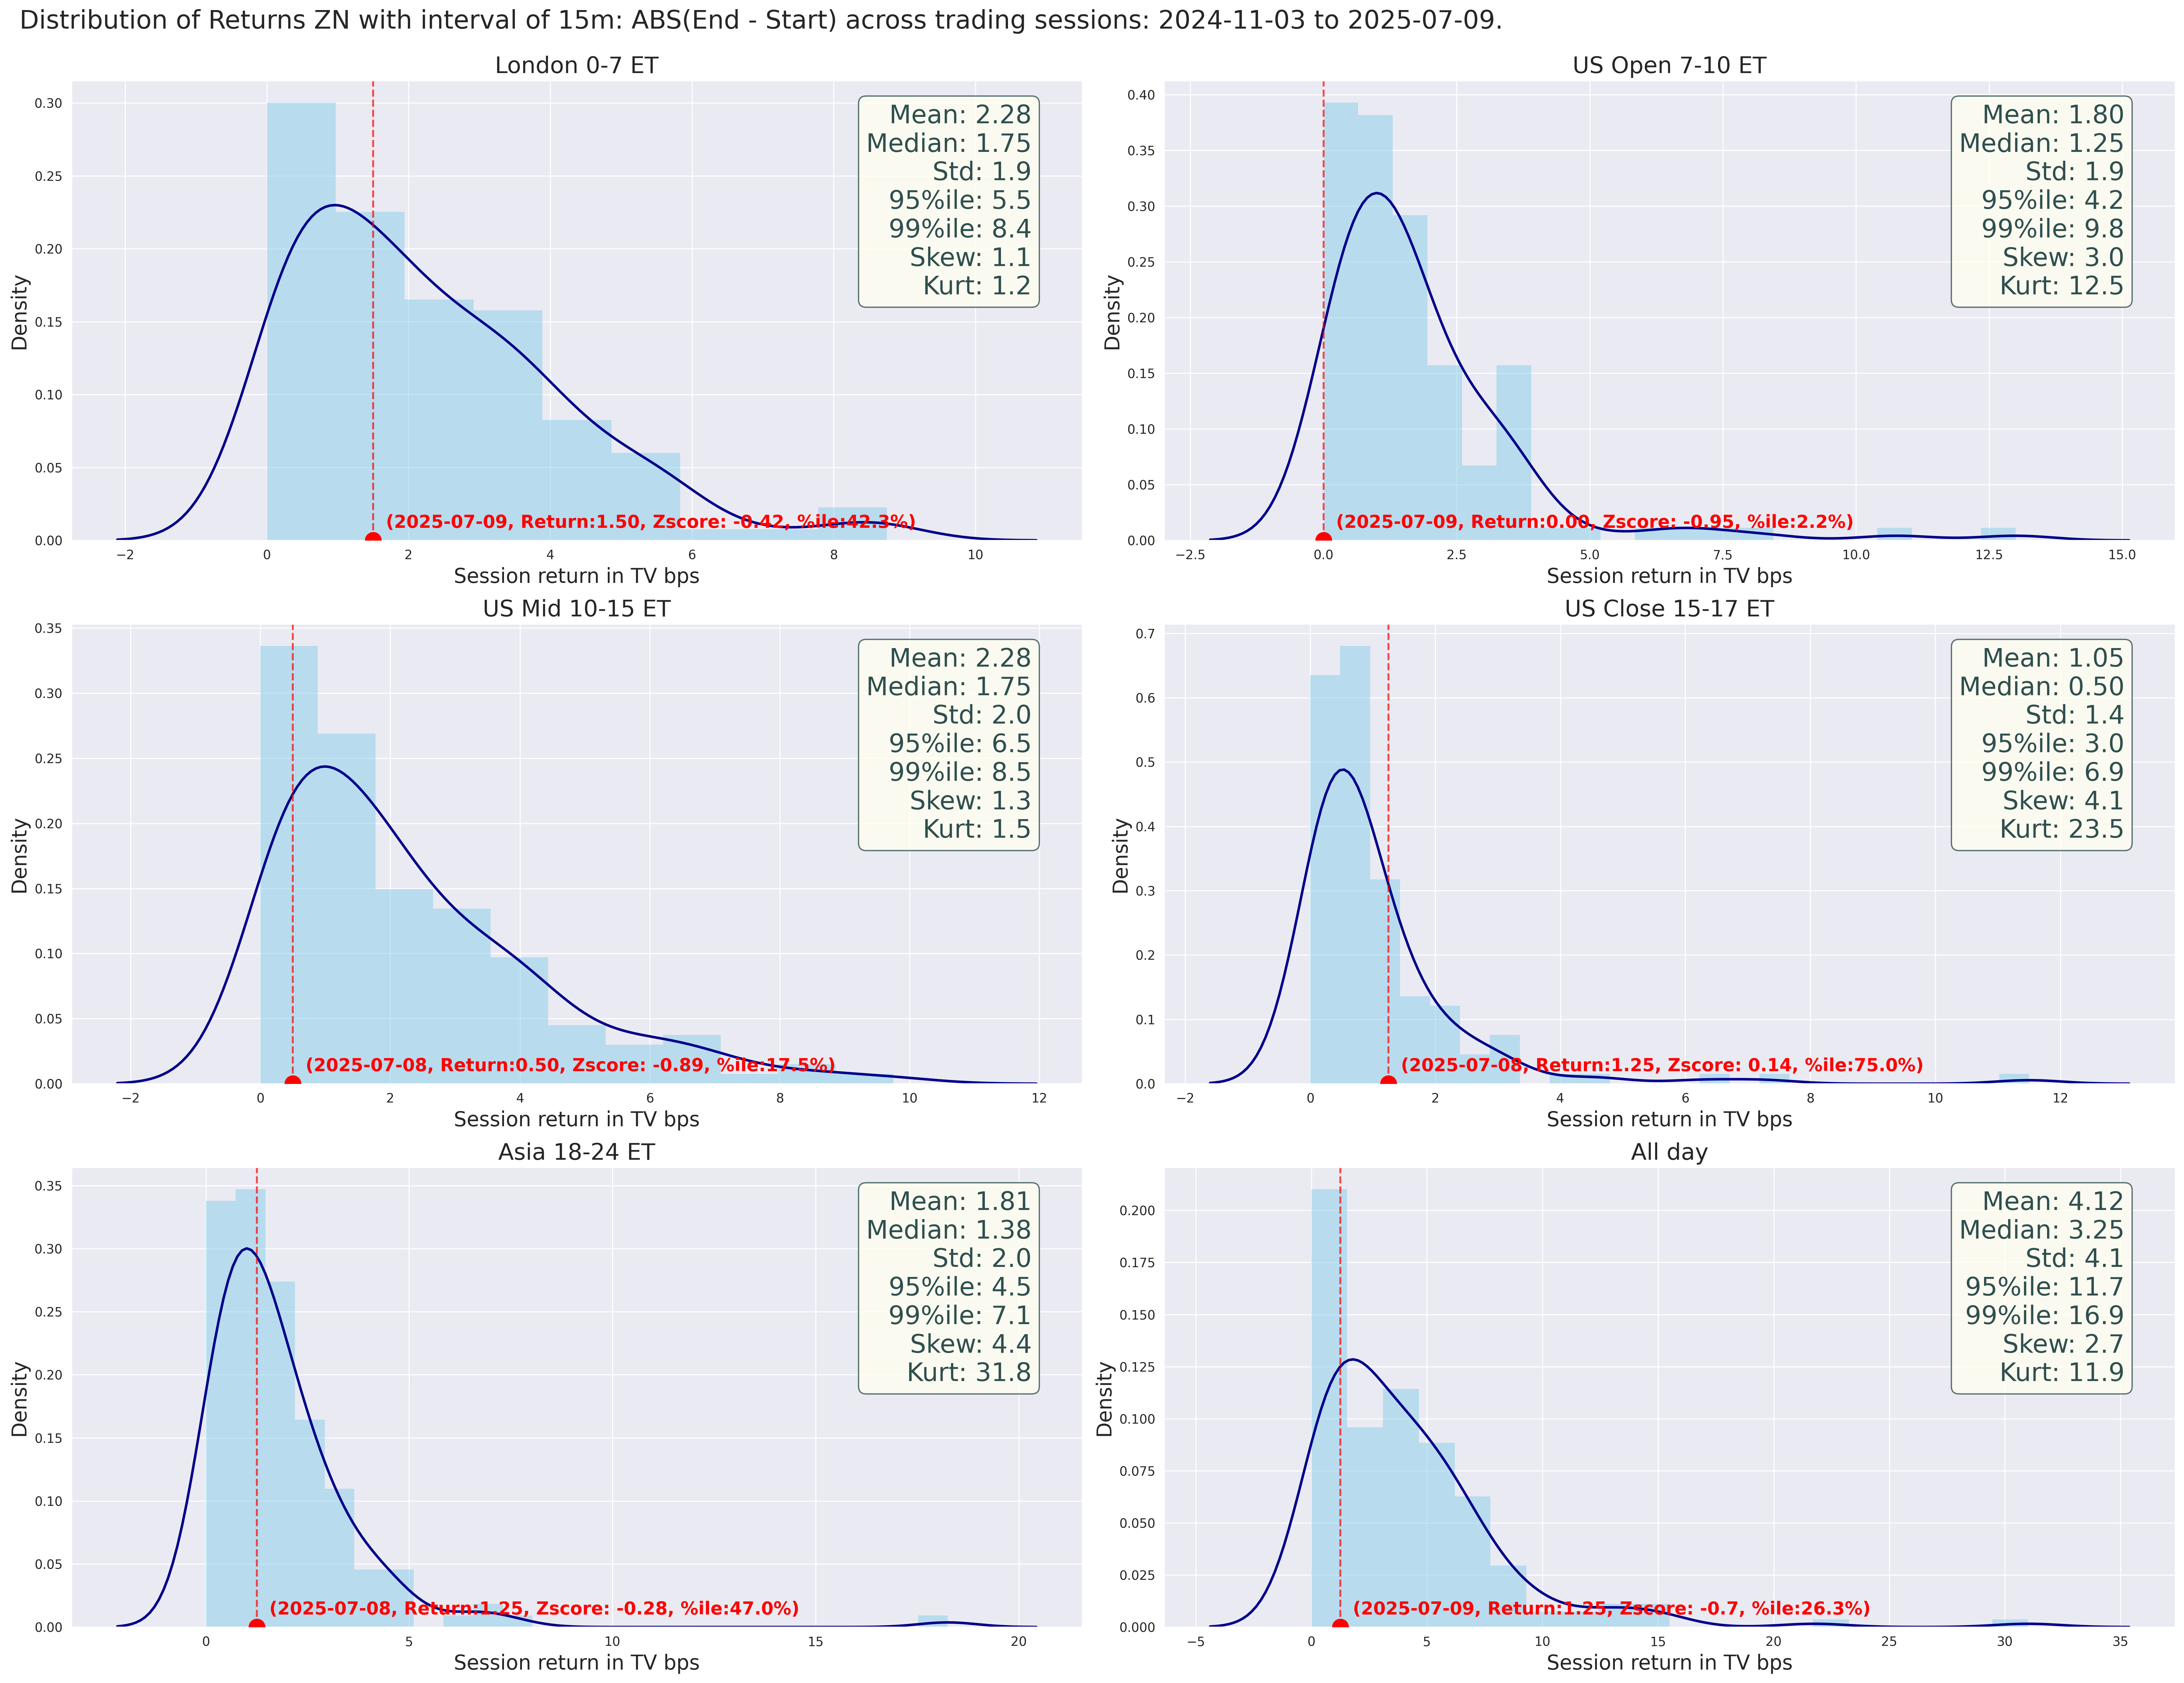 Distribution of Returns ZN with interval of 15m: ABS(End - Start) across trading sessions: 2024-11-03 to 2025-07-09.
London 0-7 ET
Density
0.30
0.25
0.20
0.15
0.10
0.05
0.00
Mean: 2.28
Median: 1.75
Std: 1.9
95%ile: 5.5
99%ile: 8.4
Skew: 1.1
Kurt: 1.2
(2025-07-09, Return:1.50, Zscore: -0.42, %ile:42.3%)
−2 0 2 4 6 8 10
Session return in TV bps
US Open 7-10 ET
Density
0.40
0.35
0.30
0.25
0.20
0.15
0.10
0.05
0.00
Mean: 1.80
Median: 1.25
Std: 1.9
95%ile: 4.2
99%ile: 9.8
Skew: 3.0
Kurt: 12.5
(2025-07-09, Return:0.00, Zscore: -0.95, %ile:2.2%)
−2.5 0.0 2.5 5.0 7.5 10.0 12.5 15.0
Session return in TV bps
US Mid 10-15 ET
Density
0.35
0.30
0.25
0.20
0.15
0.10
0.05
0.00
Mean: 2.28
Median: 1.75
Std: 2.0
95%ile: 6.5
99%ile: 8.5
Skew: 1.3
Kurt: 1.5
(2025-07-08, Return:0.50, Zscore: -0.89, %ile:17.5%)
−2 0 2 4 6 8 10 12
Session return in TV bps
US Close 15-17 ET
Density
0.7
0.6
0.5
0.4
0.3
0.2
0.1
0.0
Mean: 1.05
Median: 0.50
Std: 1.4
95%ile: 3.0
99%ile: 6.9
Skew: 4.1
Kurt: 23.5
(2025-07-08, Return:1.25, Zscore: 0.14, %ile:75.0%)
−2 0 2 4 6 8 10 12
Session return in TV bps
Asia 18-24 ET
Density
0.35
0.30
0.25
0.20
0.15
0.10
0.05
0.00
Mean: 1.81
Median: 1.38
Std: 2.0
95%ile: 4.5
99%ile: 7.1
Skew: 4.4
Kurt: 31.8
(2025-07-08, Return:1.25, Zscore: -0.28, %ile:47.0%)
0 5 10 15 20
Session return in TV bps
All day
Density
0.200
0.175
0.150
0.125
0.100
0.075
0.050
0.025
0.000
Mean: 4.12
Median: 3.25
Std: 4.1
95%ile: 11.7
99%ile: 16.9
Skew: 2.7
Kurt: 11.9
(2025-07-09, Return:1.25, Zscore: -0.7, %ile:26.3%)
−5 0 5 10 15 20 25 30 35
Session return in TV bps